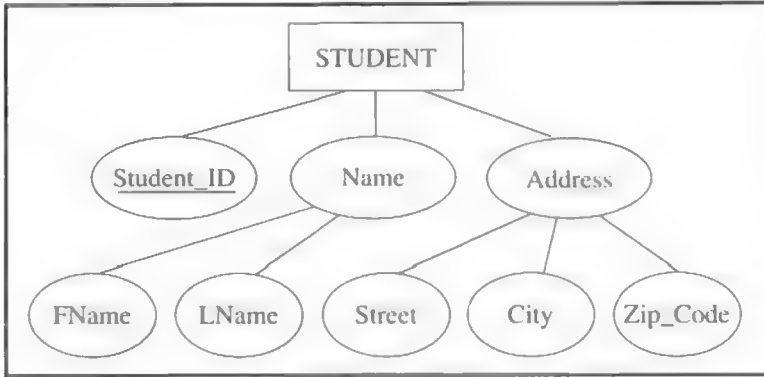 STUDENT
Student_ID Name Address
FName LName Street City Zip_Code